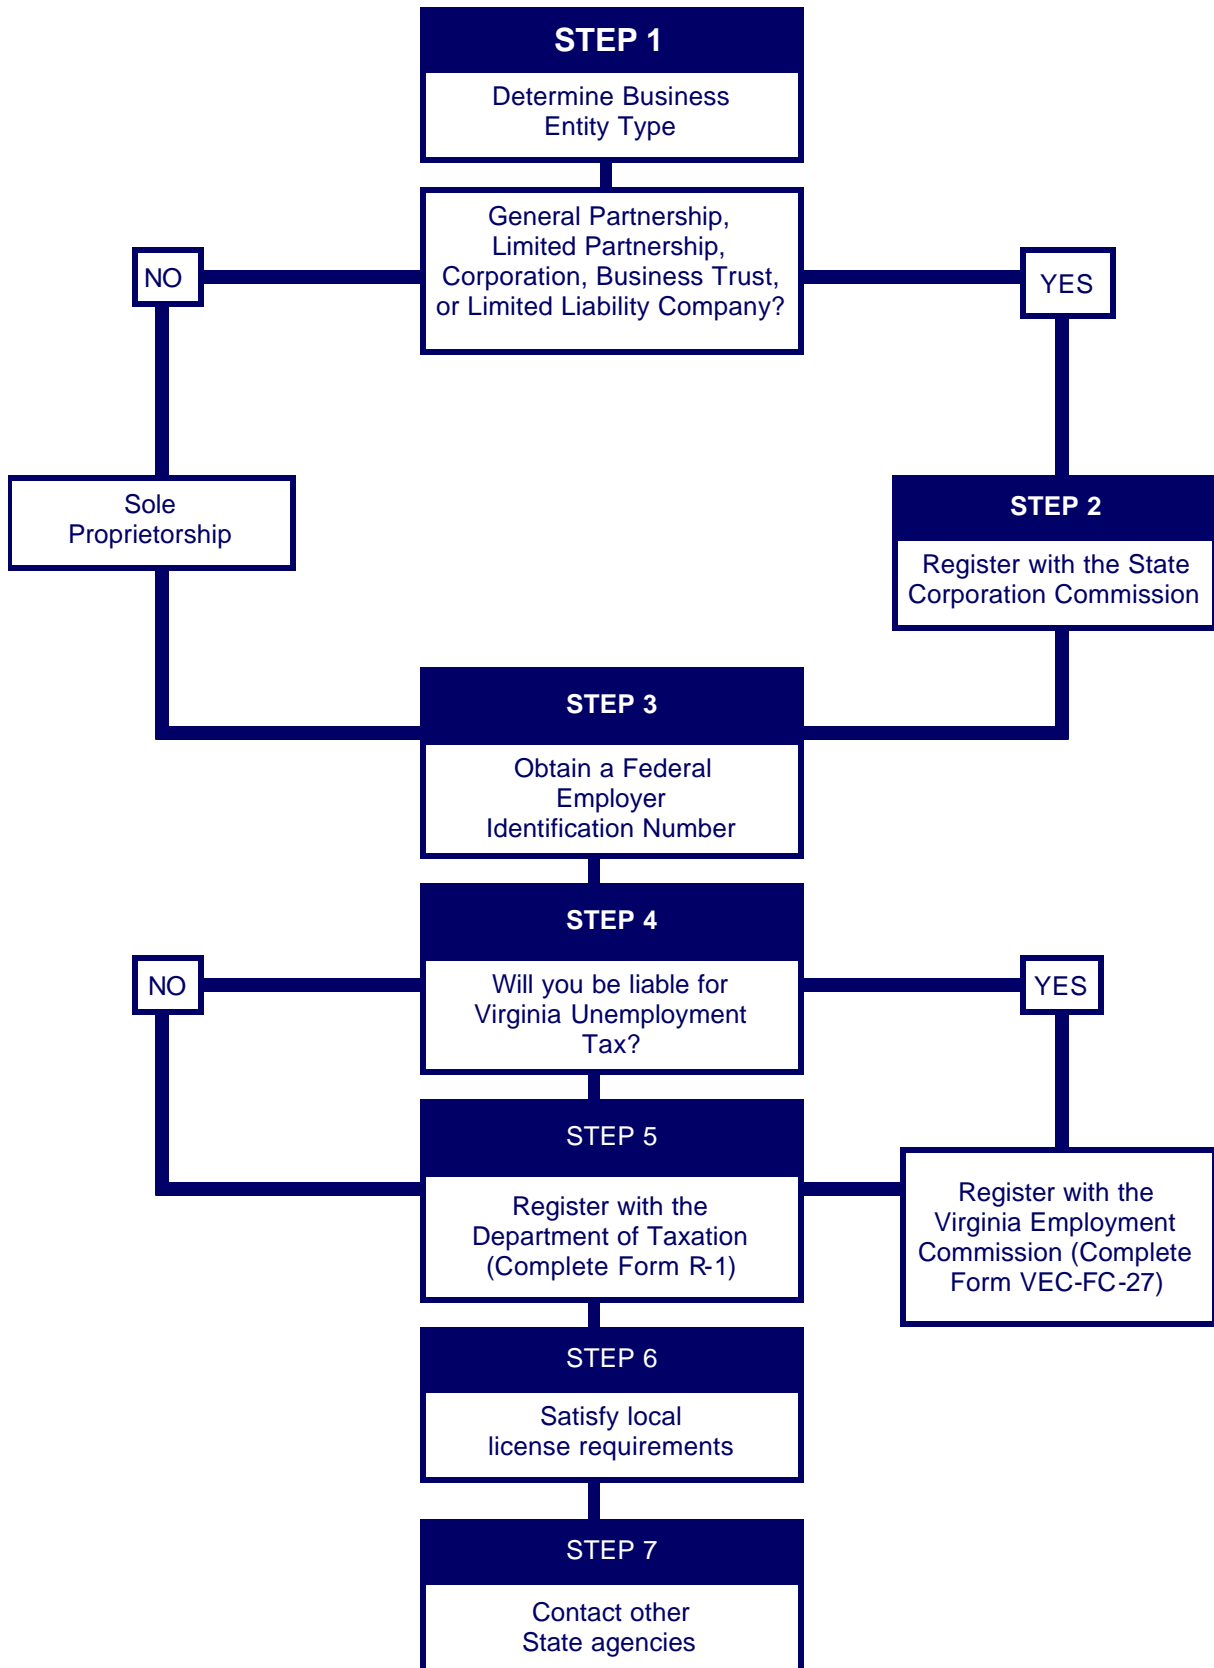 STEP 1
Determine Business
Entity Type
General Partnership,
Limited Partnership,
Corporation, Business Trust,
or Limited Liability Company?
NO
YES
Sole
Proprietorship
STEP 2
Register with the State
Corporation Commission
STEP 3
Obtain a Federal
Employer
Identification Number
STEP 4
Will you be liable for
Virginia Unemployment
Tax?
NO
YES
STEP 5
Register with the
Department of Taxation
(Complete Form R-1)
Register with the
Virginia Employment
Commission (Complete
Form VEC-FC-27)
STEP 6
Satisfy local
license requirements
STEP 7
Contact other
State agencies